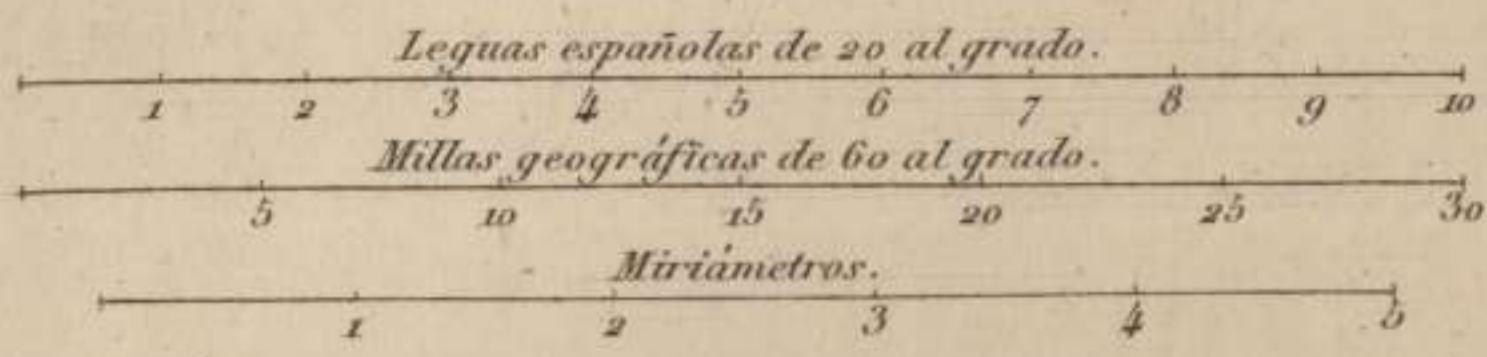 Leguas españolas de 20 al grado.
1 2 3 4 5 6 7 8 9 10
Millas geográficas de 60 al grado.
5 10 15 20 25 30
Miriámetros.
1 2 3 4 5